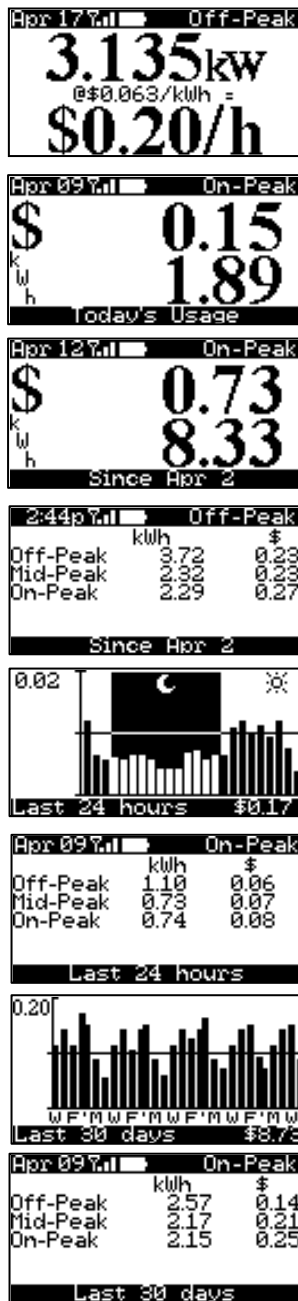 Apr 17 Off-Peak
3.135kW
@$0.063/kWh =
$0.20/h
Apr 09 On-Peak
$ 0.15
kWh 1.89
Today's Usage
Apr 12 On-Peak
$ 0.73
kWh 8.33
Since Apr 2
2:44p Off-Peak
kWh $
Off-Peak 3.72 0.23
Mid-Peak 2.32 0.23
On-Peak 2.29 0.27
Since Apr 2
0.02
Last 24 hours $0.17
Apr 09 On-Peak
kWh $
Off-Peak 1.10 0.06
Mid-Peak 0.73 0.07
On-Peak 0.74 0.08
Last 24 hours
0.20
W F ' M W F ' M W F ' M W F ' M W
Last 30 days $8.73
Apr 09 On-Peak
kWh $
Off-Peak 2.57 0.14
Mid-Peak 2.17 0.21
On-Peak 2.15 0.25
Last 30 days